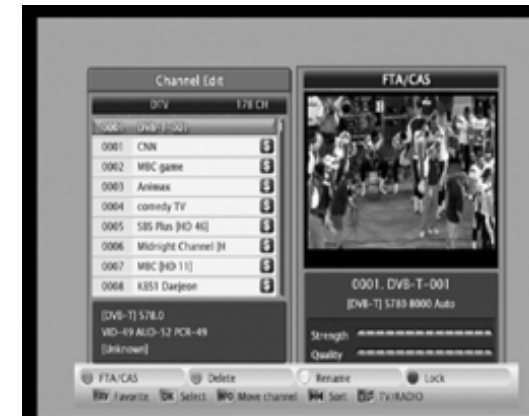 Channel Edit
DTV 178 CH
0001 DVB-T-001
0001 CNN $
0002 MBC game $
0003 Animax $
0004 comedy TV $
0005 SBS Plus [HD 46] $
0006 Midnight Channel [H $
0007 MBC [HD 11] $
0008 KBS1 Daejeon $
[DVB-T] 578.0
VID-49 AUD-52 PCR-49
[Unknown]
FTA/CAS
0001. DVB-T-001
[DVB-T] 5780 8000 Auto
Strength
Quality
FTA/CAS Delete Rename Lock
FAV Favorite OK Select INFO Move channel Sort TV/RADIO